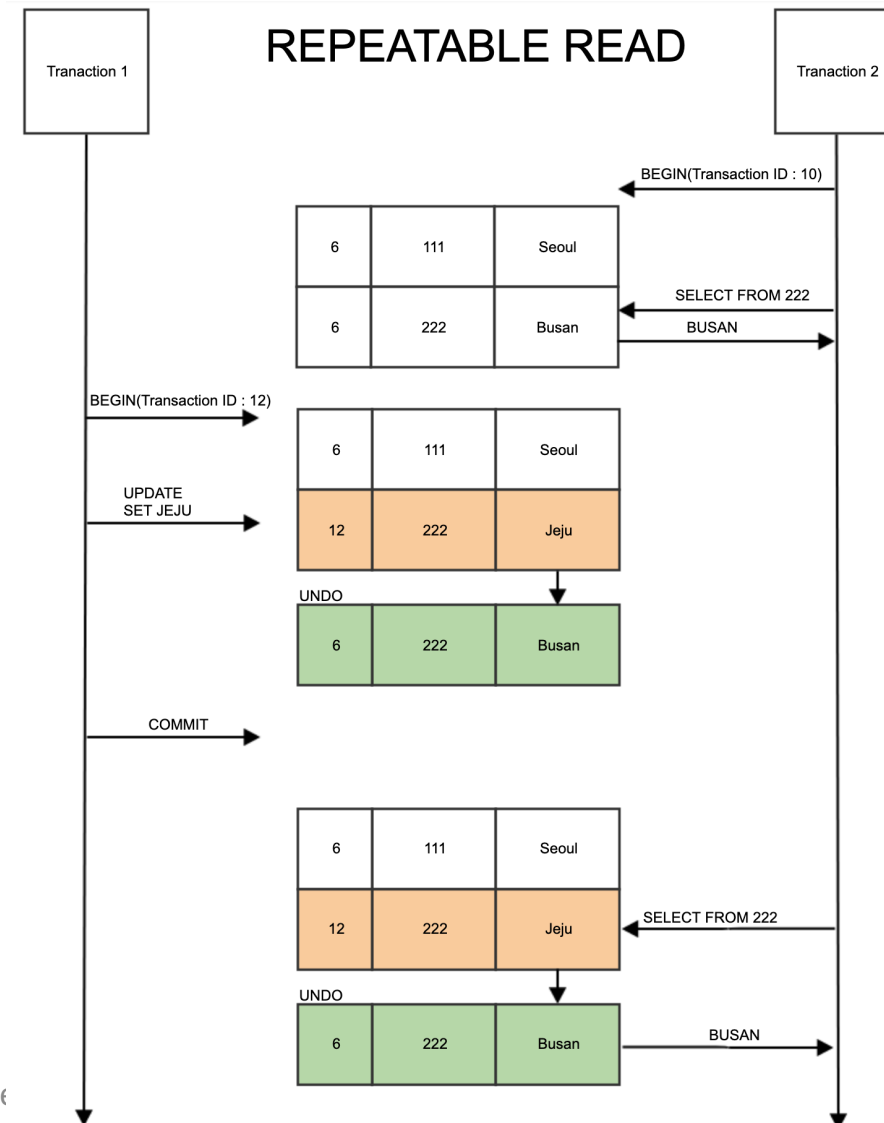 REPEATABLE READ
Tranaction 1
Tranaction 2
BEGIN(Transaction ID : 10)
6 111 Seoul
SELECT FROM 222
6 222 Busan
BUSAN
BEGIN(Transaction ID : 12)
6 111 Seoul
UPDATE
SET JEJU
12 222 Jeju
UNDO
6 222 Busan
COMMIT
6 111 Seoul
SELECT FROM 222
12 222 Jeju
UNDO
6 222 Busan
BUSAN